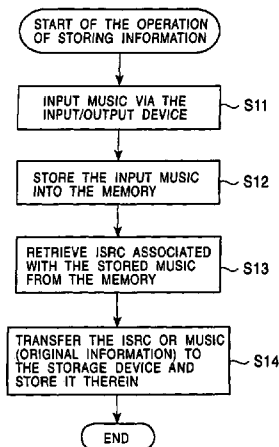 START OF THE OPERATION
OF STORING INFORMATION
INPUT MUSIC VIA THE
INPUT/OUTPUT DEVICE
S11
STORE THE INPUT MUSIC
INTO THE MEMORY
S12
RETRIEVE ISRC ASSOCIATED
WITH THE STORED MUSIC
FROM THE MEMORY
S13
TRANSFER THE ISRC OR MUSIC
(ORIGINAL INFORMATION) TO
THE STORAGE DEVICE AND
STORE IT THEREIN
S14
END